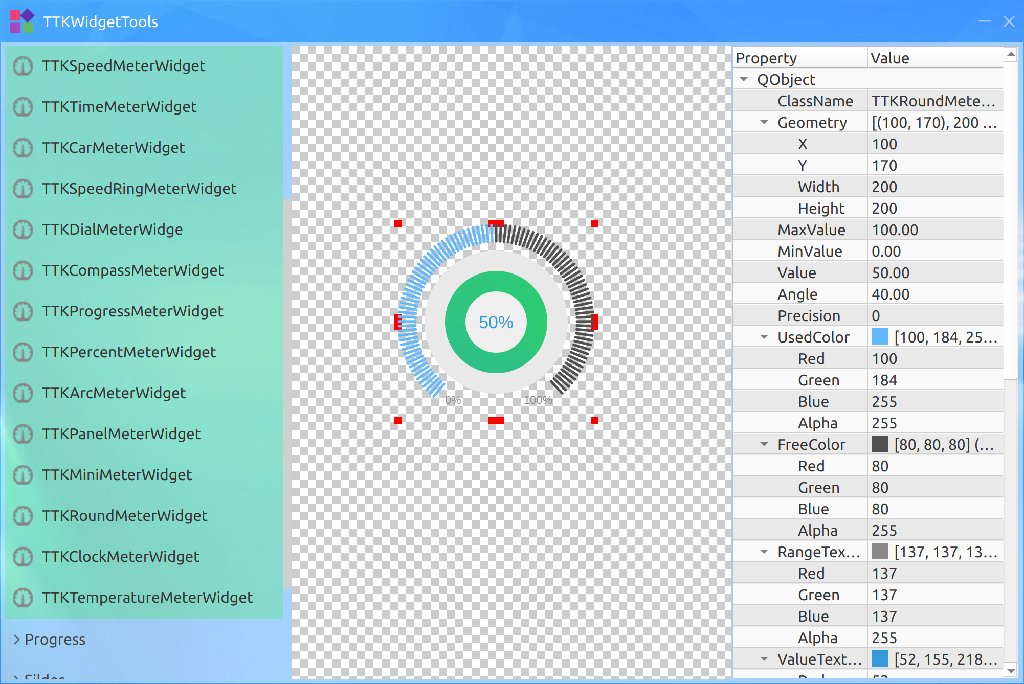 TTKWidgetTools
TTKSpeedMeterWidget
TTKTimeMeterWidget
TTKCarMeterWidget
TTKSpeedRingMeterWidget
TTKDialMeterWidge
TTKCompassMeterWidget
TTKProgressMeterWidget
TTKPercentMeterWidget
TTKArcMeterWidget
TTKPanelMeterWidget
TTKMiniMeterWidget
TTKRoundMeterWidget
TTKClockMeterWidget
TTKTemperatureMeterWidget
> Progress
> Silder
50%
0% 100%
Property Value
QObject
ClassName TTKRoundMete...
Geometry [(100, 170), 200 ...
X 100
Y 170
Width 200
Height 200
MaxValue 100.00
MinValue 0.00
Value 50.00
Angle 40.00
Precision 0
UsedColor [100, 184, 25...
Red 100
Green 184
Blue 255
Alpha 255
FreeColor [80, 80, 80] (...
Red 80
Green 80
Blue 80
Alpha 255
RangeTex... [137, 137, 13...
Red 137
Green 137
Blue 137
Alpha 255
ValueText... [52, 155, 218...
Red 52